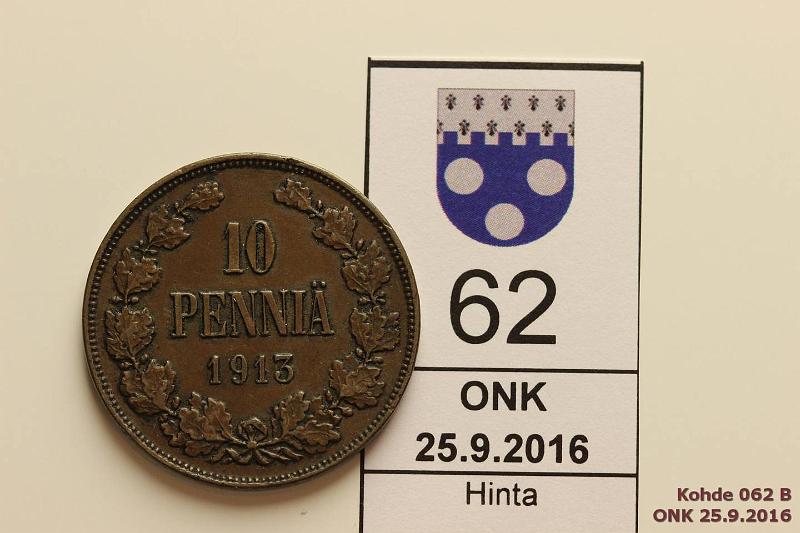 10
PENNIÄ
1913
62
ONK
25.9.2016
Hinta
Kohde 062 B
ONK 25.9.2016